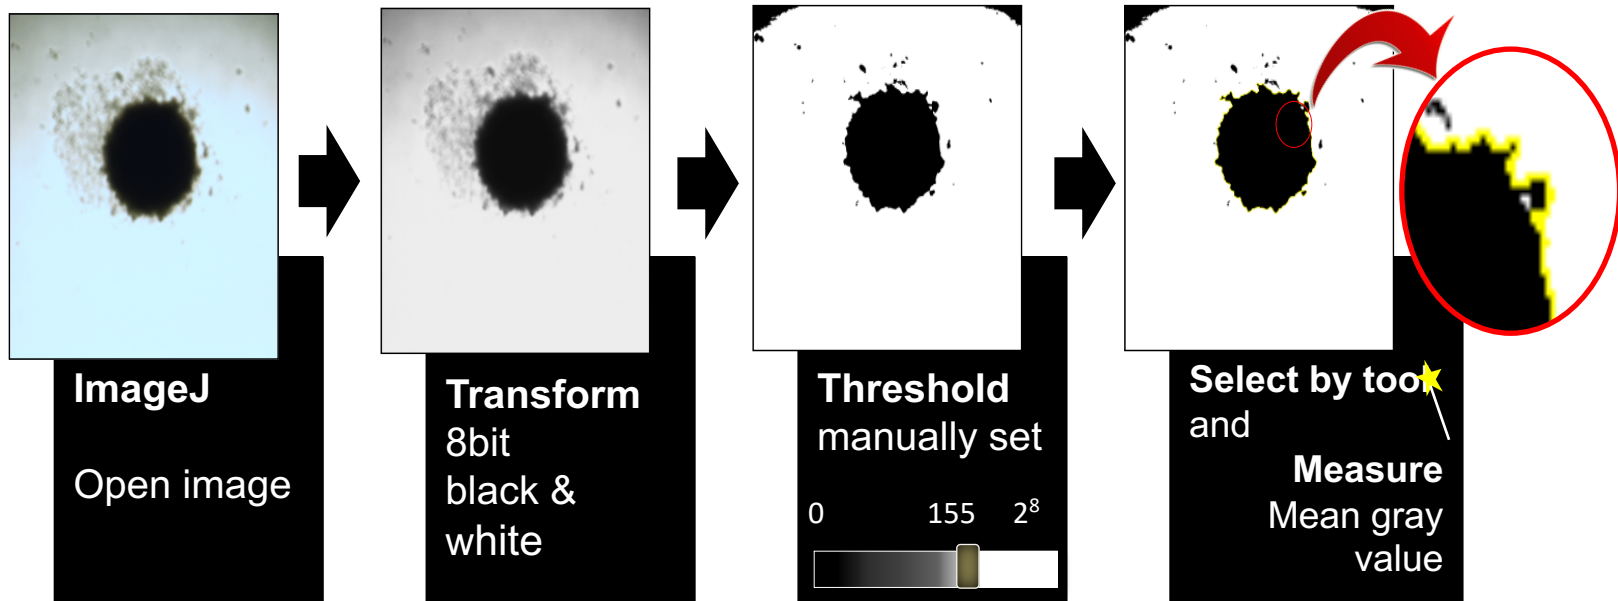 ImageJ
Open image
Transform
8bit
black &
white
Threshold
manually set
0 155 2⁸
Select by tool
and
Measure
Mean gray
value